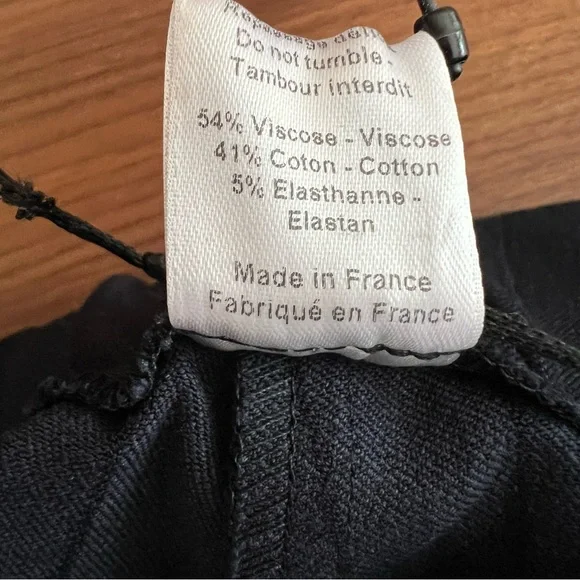 Repassage
Do not tumble.
Tambour interdit
54% Viscose - Viscose
41% Coton - Cotton
5% Elasthanne -
Elastan
Made in France
Fabriqué en France